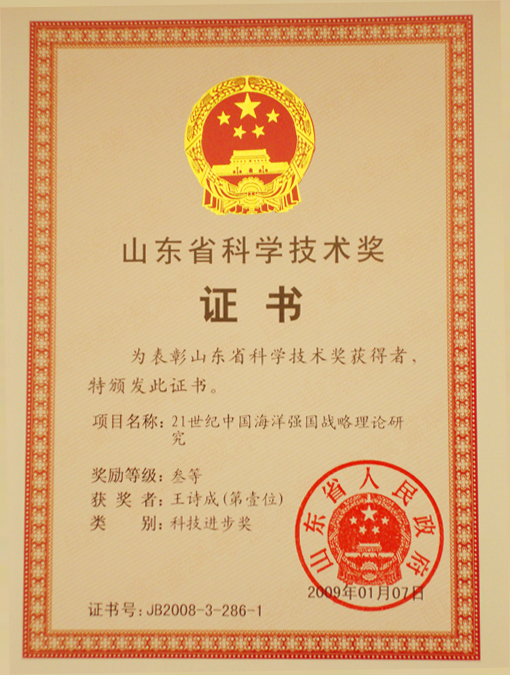 山东省科学技术奖
证书
为表彰山东省科学技术奖获得者，
特颁发此证书。
项目名称：21世纪中国海洋强国战略理论研
究
奖励等级：叁等
获奖者：王诗成(第壹位)
类别：科技进步奖
山东省人民政府
2009年01月07日
证书号：JB2008-3-286-1